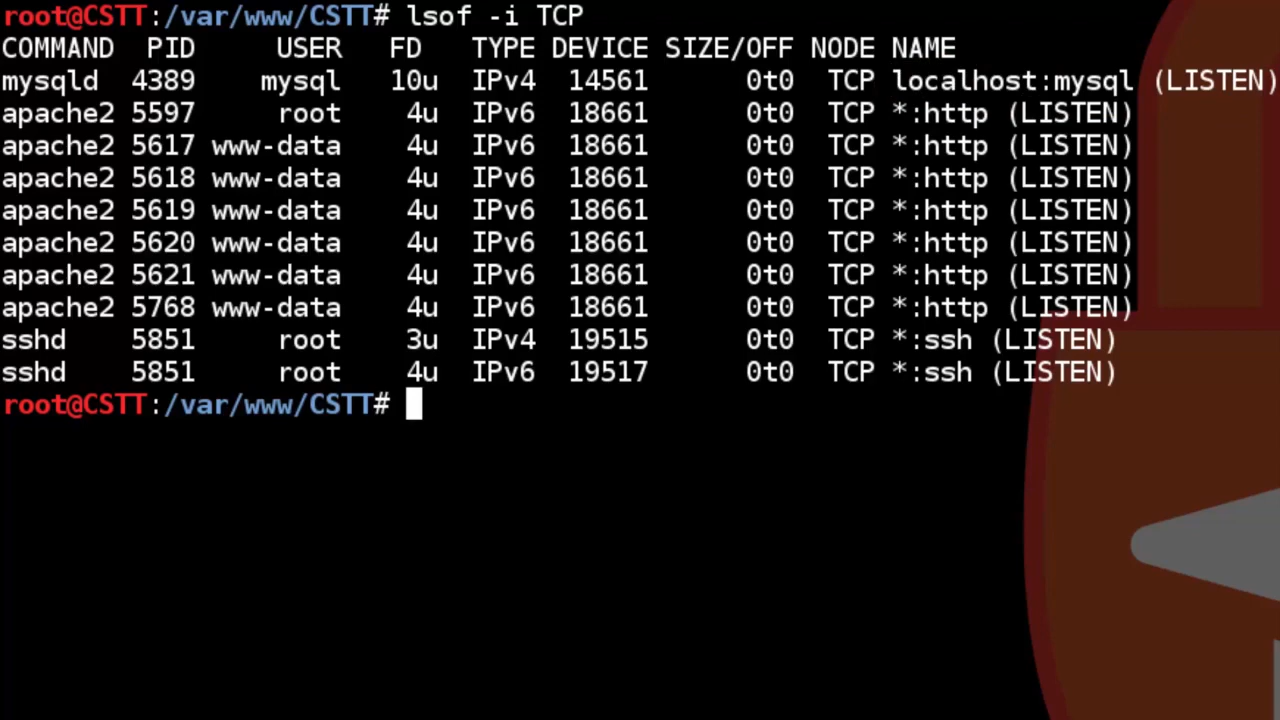 root@CSTT:/var/www/CSTT# lsof -i TCP
COMMAND  PID     USER   FD   TYPE DEVICE SIZE/OFF NODE NAME
mysqld  4389    mysql   10u  IPv4  14561      0t0  TCP localhost:mysql (LISTEN)
apache2 5597     root    4u  IPv6  18661      0t0  TCP *:http (LISTEN)
apache2 5617 www-data    4u  IPv6  18661      0t0  TCP *:http (LISTEN)
apache2 5618 www-data    4u  IPv6  18661      0t0  TCP *:http (LISTEN)
apache2 5619 www-data    4u  IPv6  18661      0t0  TCP *:http (LISTEN)
apache2 5620 www-data    4u  IPv6  18661      0t0  TCP *:http (LISTEN)
apache2 5621 www-data    4u  IPv6  18661      0t0  TCP *:http (LISTEN)
apache2 5768 www-data    4u  IPv6  18661      0t0  TCP *:http (LISTEN)
sshd    5851     root    3u  IPv4  19515      0t0  TCP *:ssh (LISTEN)
sshd    5851     root    4u  IPv6  19517      0t0  TCP *:ssh (LISTEN)
root@CSTT:/var/www/CSTT#